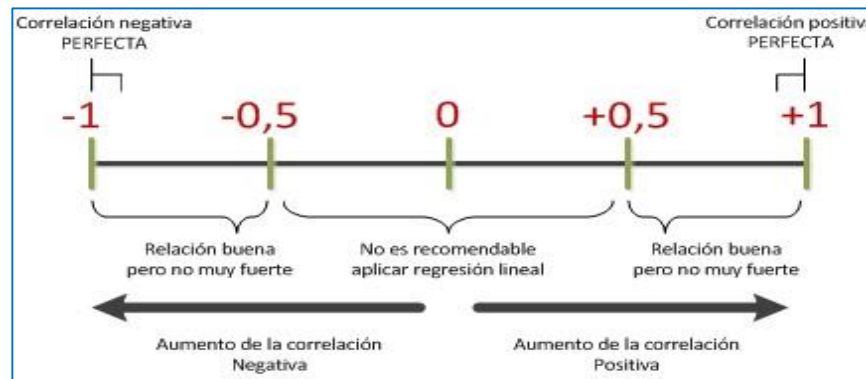 Correlación negativa
PERFECTA
Correlación positiva
PERFECTA
-1
-0,5
0
+0,5
+1
Relación buena
pero no muy fuerte
No es recomendable
aplicar regresión lineal
Relación buena
pero no muy fuerte
Aumento de la correlación
Negativa
Aumento de la correlación
Positiva